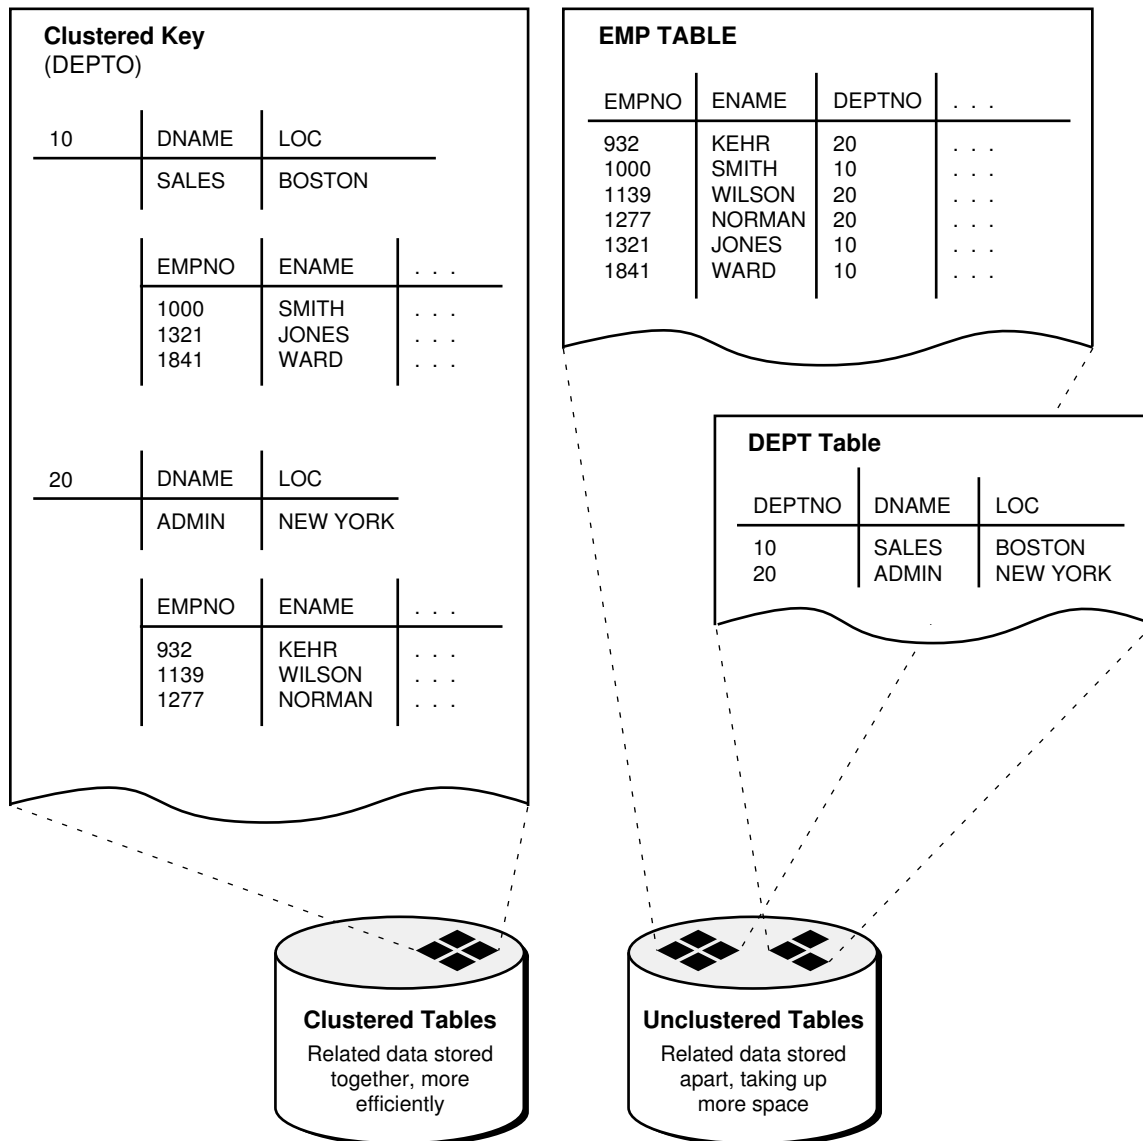 Clustered Key
(DEPTO)
10 DNAME LOC
SALES BOSTON
EMPNO ENAME . . .
1000 SMITH . . .
1321 JONES . . .
1841 WARD . . .
20 DNAME LOC
ADMIN NEW YORK
EMPNO ENAME . . .
932 KEHR . . .
1139 WILSON . . .
1277 NORMAN . . .
EMP TABLE
EMPNO ENAME DEPTNO . . .
932 KEHR 20 . . .
1000 SMITH 10 . . .
1139 WILSON 20 . . .
1277 NORMAN 20 . . .
1321 JONES 10 . . .
1841 WARD 10 . . .
DEPT Table
DEPTNO DNAME LOC
10 SALES BOSTON
20 ADMIN NEW YORK
Clustered Tables
Related data stored
together, more
efficiently
Unclustered Tables
Related data stored
apart, taking up
more space